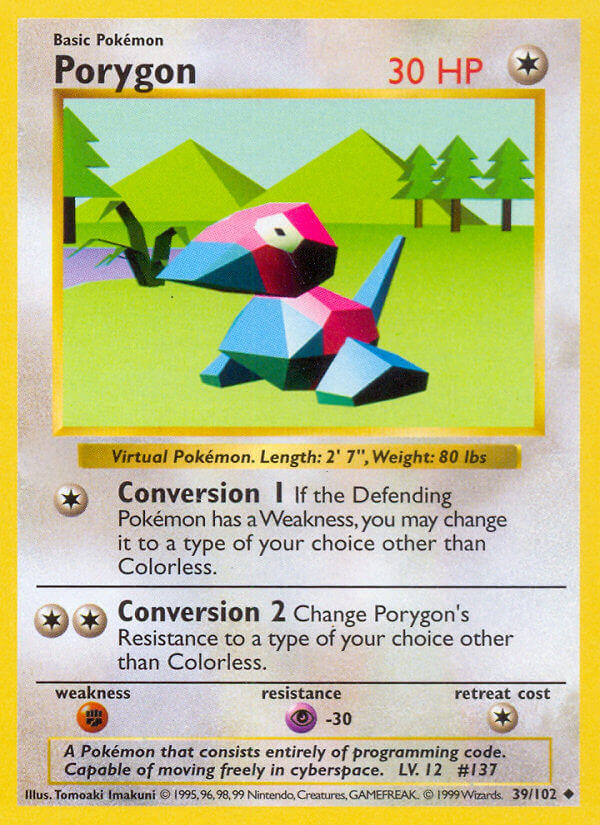 Basic Pokémon
Porygon 30 HP
Virtual Pokémon. Length: 2' 7", Weight: 80 lbs
Conversion 1 If the Defending
Pokémon has a Weakness, you may change
it to a type of your choice other than
Colorless.
Conversion 2 Change Porygon's
Resistance to a type of your choice other
than Colorless.
weakness resistance retreat cost
-30
A Pokémon that consists entirely of programming code.
Capable of moving freely in cyberspace. LV. 12 #137
Illus. Tomoaki Imakuni © 1995, 96, 98, 99 Nintendo, Creatures, GAMEFREAK. © 1999 Wizards. 39/102